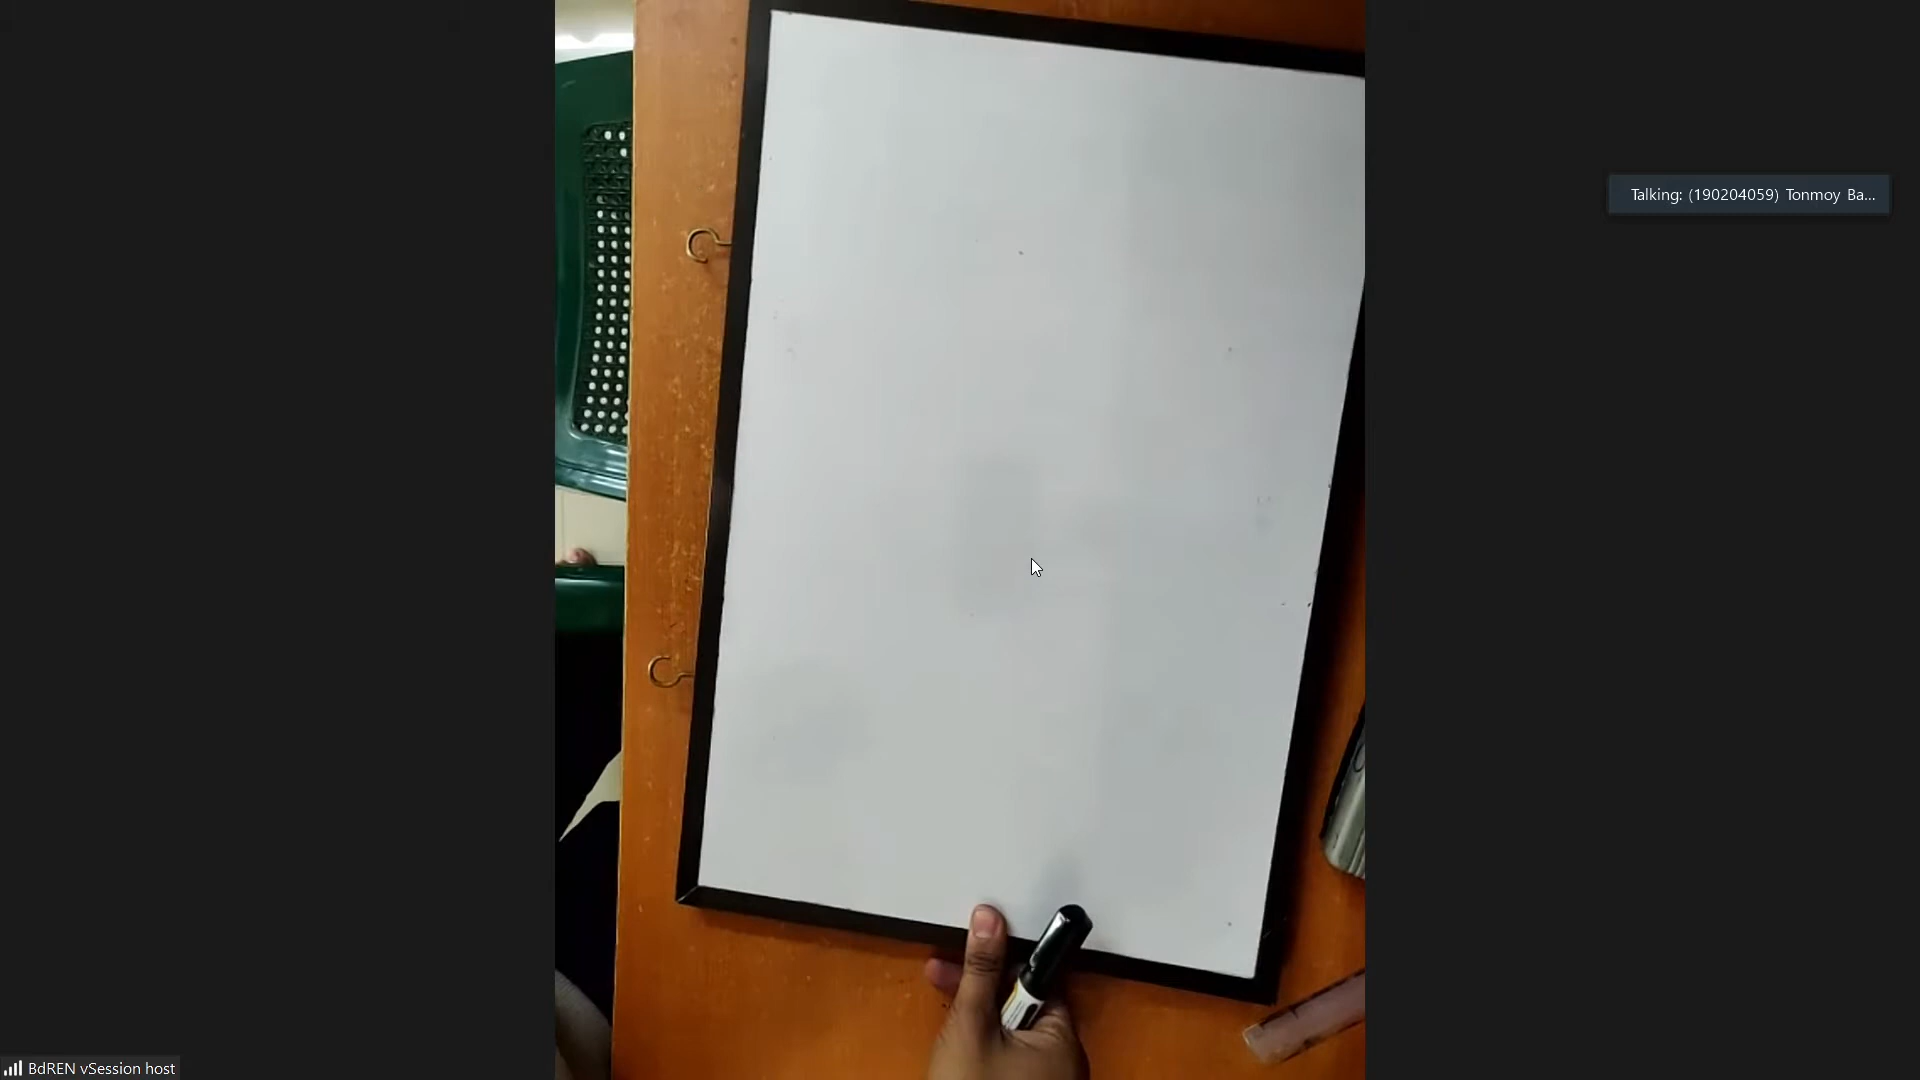 Talking: (190204059) Tonmoy Ba...
BdREN vSession host